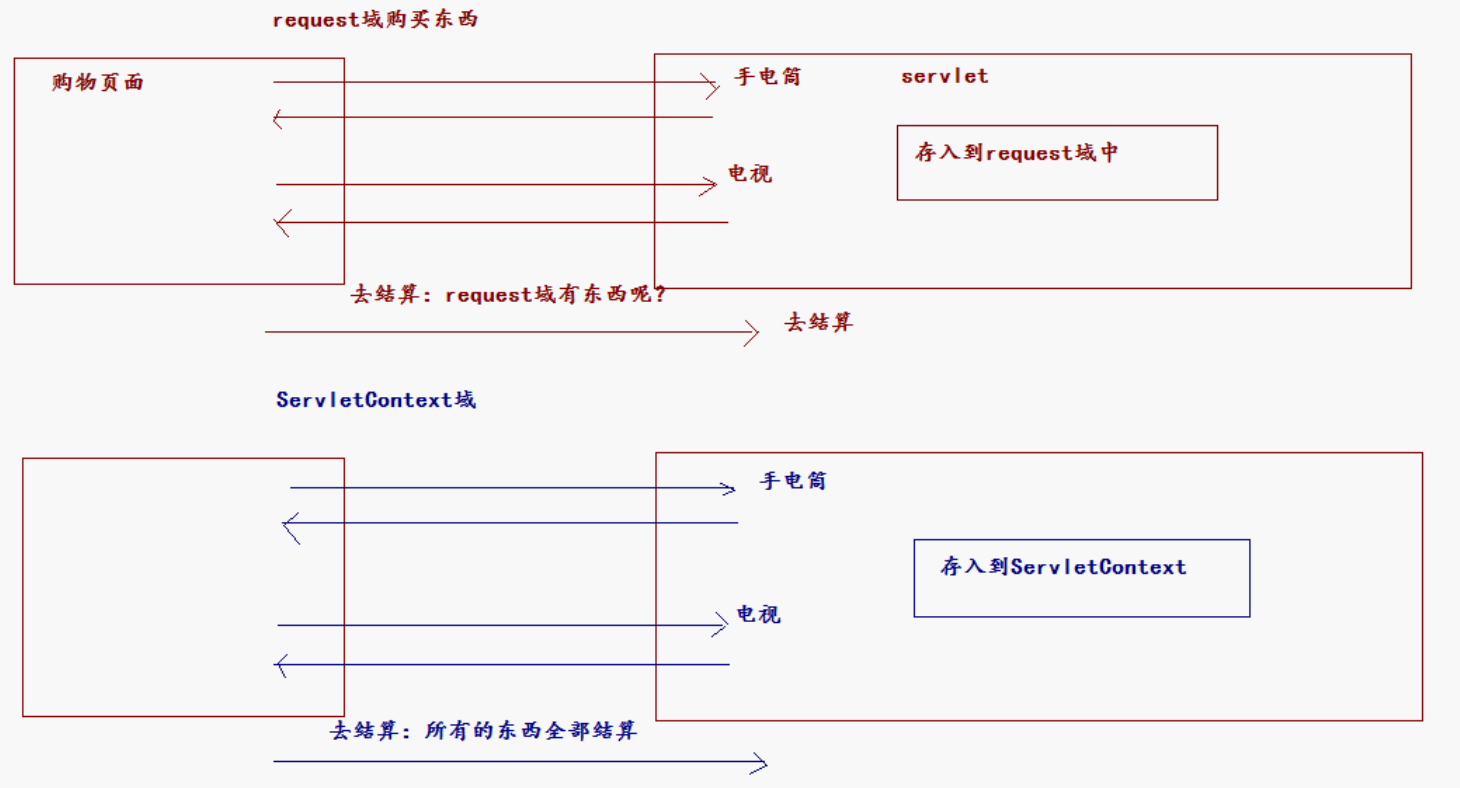 request域购买东西
购物页面
手电筒
servlet
存入到request域中
电视
去结算：request域有东西呢？
去结算
ServletContext域
手电筒
存入到ServletContext
电视
去结算：所有的东西全部结算